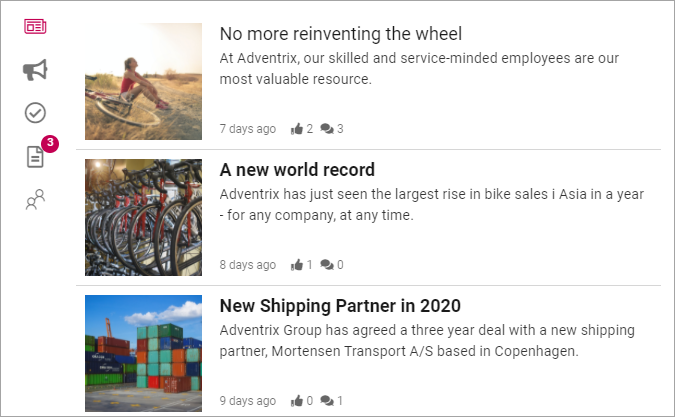 No more reinventing the wheel
At Adventrix, our skilled and service-minded employees are our
most valuable resource.
7 days ago 2 3
3
A new world record
Adventrix has just seen the largest rise in bike sales i Asia in a year
- for any company, at any time.
8 days ago 1 0
New Shipping Partner in 2020
Adventrix Group has agreed a three year deal with a new shipping
partner, Mortensen Transport A/S based in Copenhagen.
9 days ago 0 1